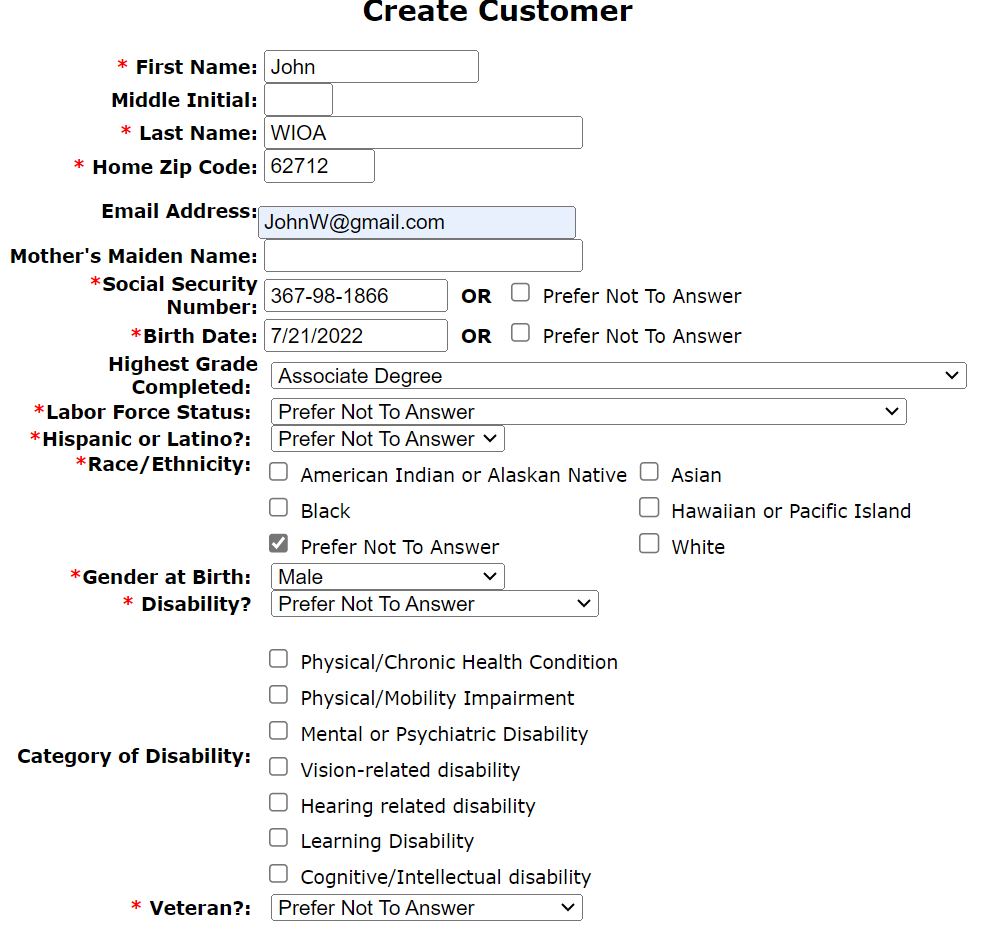 Create Customer
* First Name: John
Middle Initial:
* Last Name: WIOA
* Home Zip Code: 62712
Email Address: JohnW@gmail.com
Mother's Maiden Name:
*Social Security
Number: 367-98-1866 OR Prefer Not To Answer
*Birth Date: 7/21/2022 OR Prefer Not To Answer
Highest Grade
Completed: Associate Degree
*Labor Force Status: Prefer Not To Answer
*Hispanic or Latino?: Prefer Not To Answer
*Race/Ethnicity:
American Indian or Alaskan Native Asian
Black Hawaiian or Pacific Island
Prefer Not To Answer White
*Gender at Birth: Male
* Disability? Prefer Not To Answer
Physical/Chronic Health Condition
Physical/Mobility Impairment
Mental or Psychiatric Disability
Category of Disability:
Vision-related disability
Hearing related disability
Learning Disability
Cognitive/Intellectual disability
* Veteran?: Prefer Not To Answer